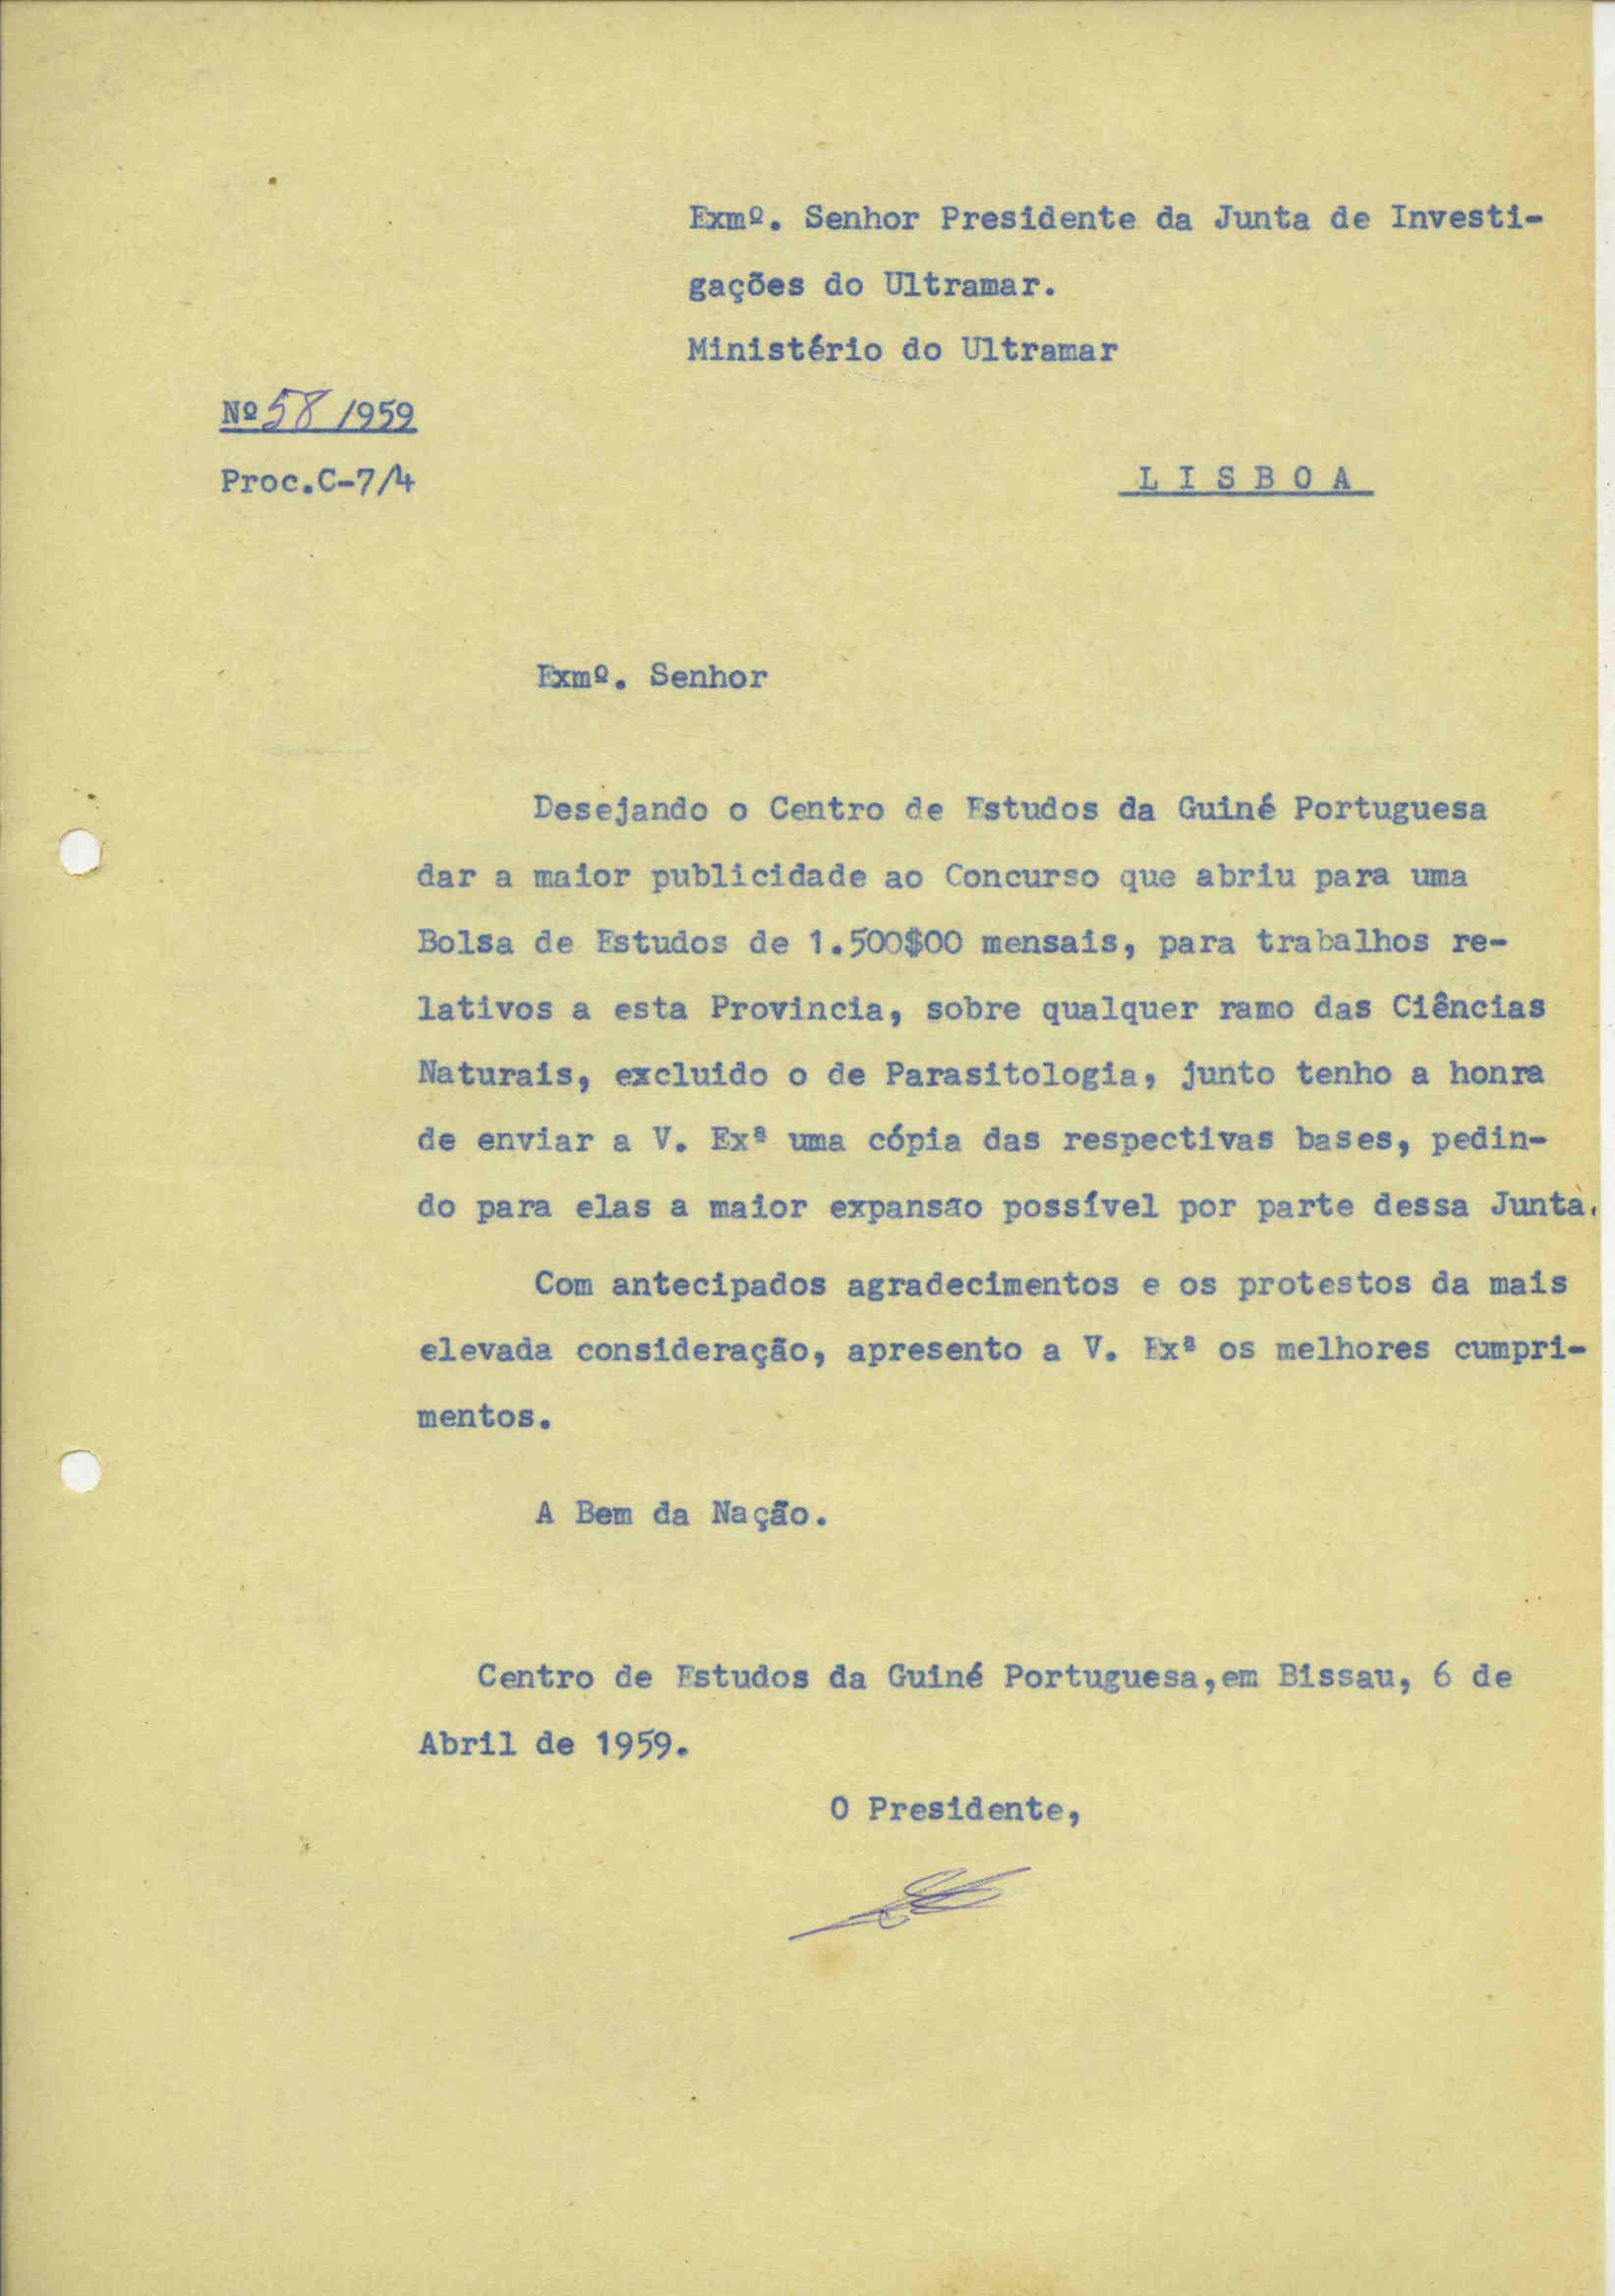 Exmº. Senhor Presidente da Junta de Investi-
gações do Ultramar.
Ministério do Ultramar
Nº 58 /959
Proc.C-7/4
L I S B O A
Exmº. Senhor
Desejando o Centro de Estudos da Guiné Portuguesa
dar a maior publicidade ao Concurso que abriu para uma
Bolsa de Estudos de 1.500$00 mensais, para trabalhos re-
lativos a esta Provincia, sobre qualquer ramo das Ciências
Naturais, excluido o de Parasitologia, junto tenho a honra
de enviar a V. Exª uma cópia das respectivas bases, pedin-
do para elas a maior expansão possível por parte dessa Junta.
Com antecipados agradecimentos e os protestos da mais
elevada consideração, apresento a V. Exª os melhores cumpri-
mentos.
A Bem da Nação.
Centro de Estudos da Guiné Portuguesa,em Bissau, 6 de
Abril de 1959.
O Presidente,